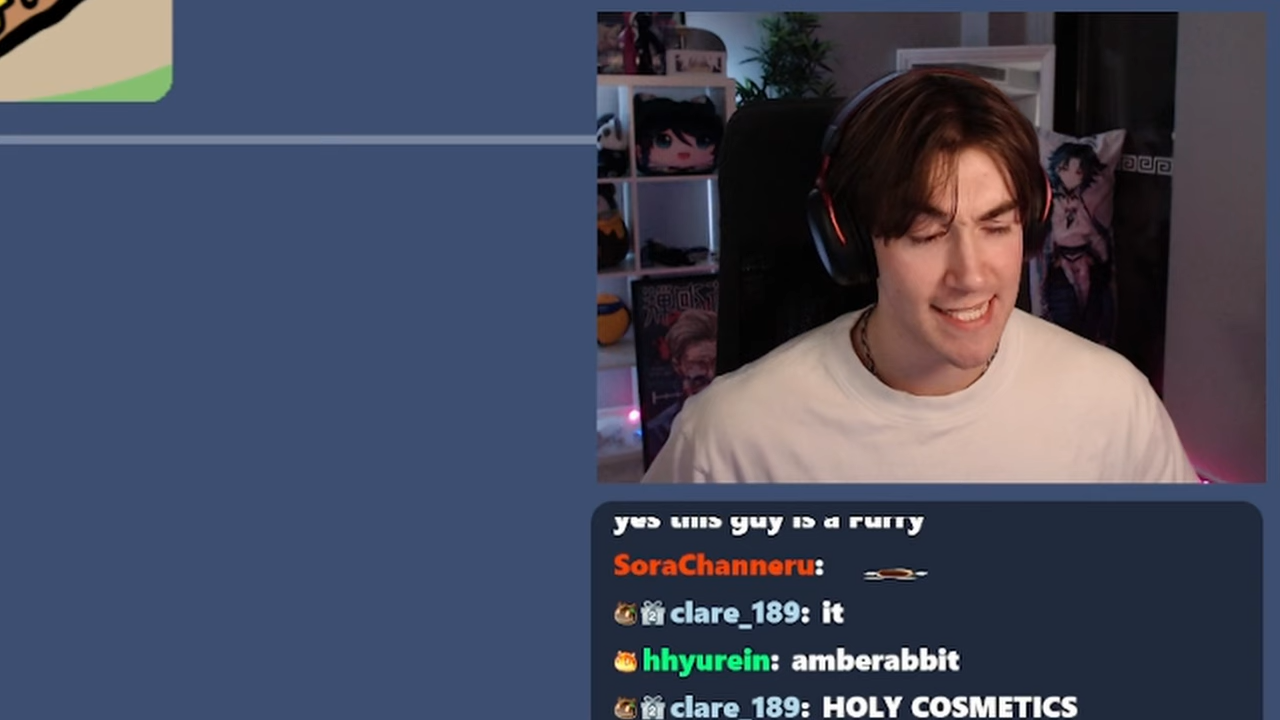 yes this guy is a Furry
SoraChanneru:
clare_189: it
hhyurein: amberabbit
clare_189: HOLY COSMETICS